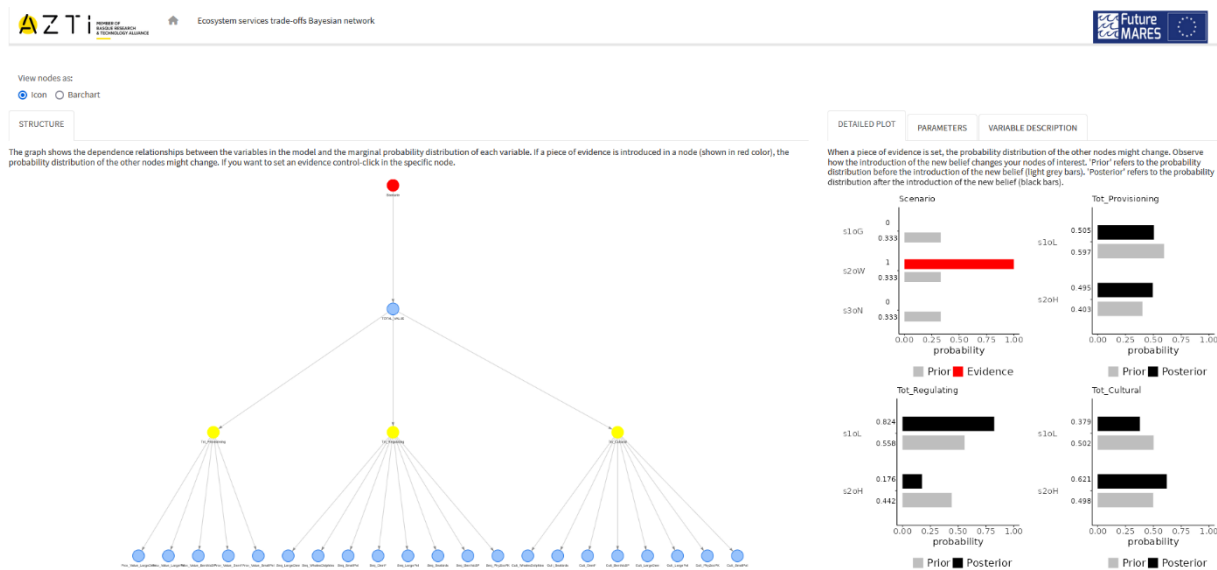 AZTi MEMBER OF
BASQUE RESEARCH
& TECHNOLOGY ALLIANCE
Ecosystem services trade-offs Bayesian network
Future
MARES
View nodes as:
Icon Barchart
STRUCTURE
The graph shows the dependence relationships between the variables in the model and the marginal probability distribution of each variable. If a piece of evidence is introduced in a node (shown in red color), the
probability distribution of the other nodes might change. If you want to set an evidence control-click in the specific node.
Scenario
Tot_Provisioning
Tot_Regulating
Tot_Cultural
DETAILED PLOT PARAMETERS VARIABLE DESCRIPTION
When a piece of evidence is set, the probability distribution of the other nodes might change. Observe
how the introduction of the new belief changes your nodes of interest. 'Prior' refers to the probability
distribution before the introduction of the new belief (light grey bars). 'Posterior' refers to the probability
distribution after the introduction of the new belief (black bars).
Scenario
s1oG
0
0.333
s2oW
1
0.333
s3oN
0
0.333
0.00 0.25 0.50 0.75 1.00
probability
Prior Evidence
Tot_Provisioning
s1oL
0.505
0.597
s2oH
0.495
0.403
0.00 0.25 0.50 0.75 1.00
probability
Prior Posterior
Tot_Regulating
s1oL
0.824
0.558
s2oH
0.176
0.442
0.00 0.25 0.50 0.75 1.00
probability
Prior Posterior
Tot_Cultural
s1oL
0.379
0.502
s2oH
0.621
0.498
0.00 0.25 0.50 0.75 1.00
probability
Prior Posterior